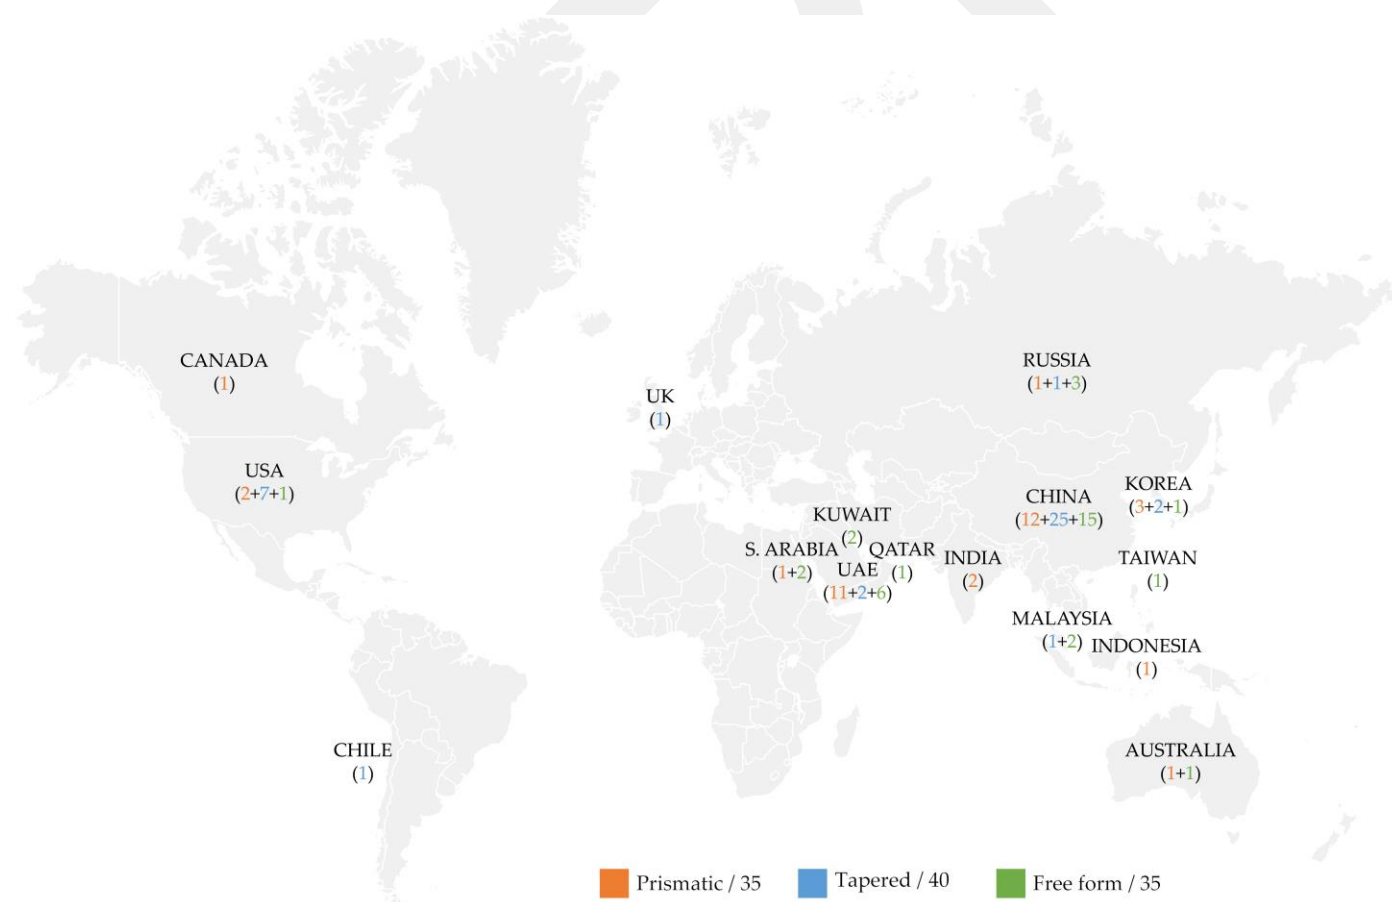 CANADA
(1)
RUSSIA
(1+1+3)
UK
(1)
USA
(2+7+1)
KOREA
(3+2+1)
CHINA
(12+25+15)
KUWAIT
(2)
S. ARABIA
(1+2)
QATAR
(1)
UAE
(11+2+6)
INDIA
(2)
TAIWAN
(1)
MALAYSIA
(1+2)
INDONESIA
(1)
CHILE
(1)
AUSTRALIA
(1+1)
Prismatic / 35
Tapered / 40
Free form / 35